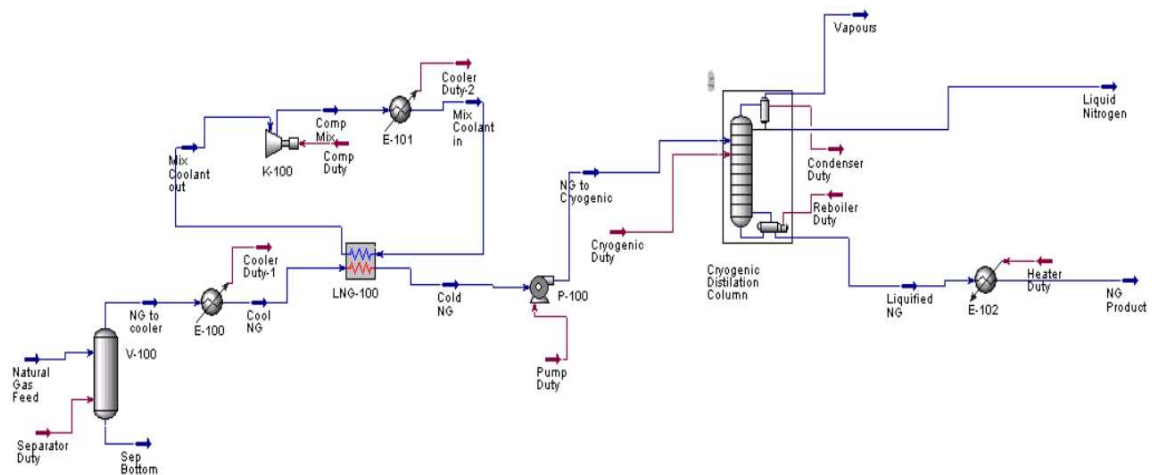 Vapours
Cooler
Duty-2
Mix
Coolant
in
E-101
Comp
Mix
Comp
Duty
K-100
Mix
Coolant
out
Liquid
Nitrogen
Condenser
Duty
Reboiler
Duty
NG to
Cryogenic
Cryogenic
Duty
Cryogenic
Distilation
Column
Cooler
Duty-1
LNG-100
NG to
cooler
E-100
Cool
NG
Cold
NG
P-100
Pump
Duty
Liquified
NG
Heater
Duty
E-102
NG
Product
V-100
Natural
Gas
Feed
Separator
Duty
Sep
Bottom